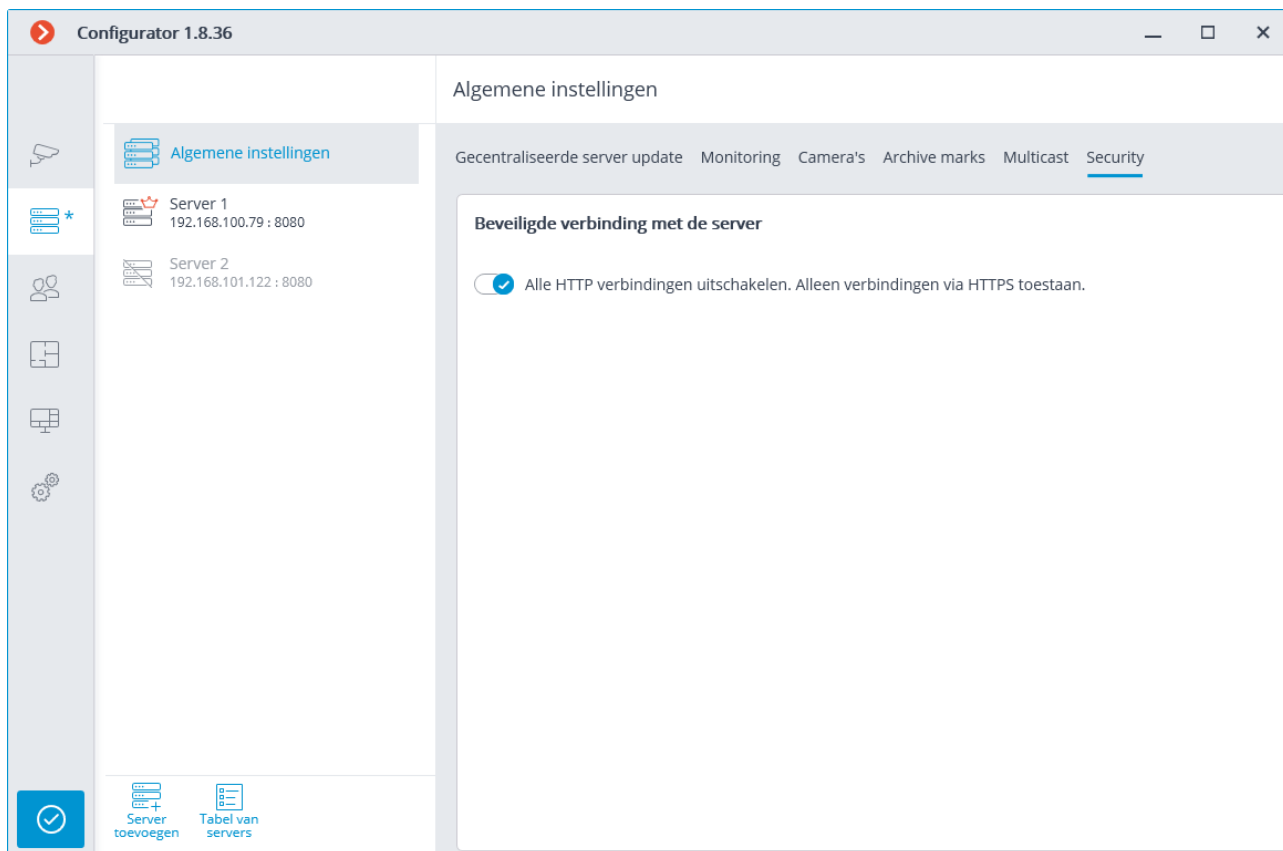 Configurator 1.8.36
Algemene instellingen
Algemene instellingen
Server 1
192.168.100.79 : 8080
Server 2
192.168.101.122 : 8080
Gecentraliseerde server update Monitoring Camera's Archive marks Multicast Security
Beveiligde verbinding met de server
Alle HTTP verbindingen uitschakelen. Alleen verbindingen via HTTPS toestaan.
*
Server
toevoegen
Tabel van
servers